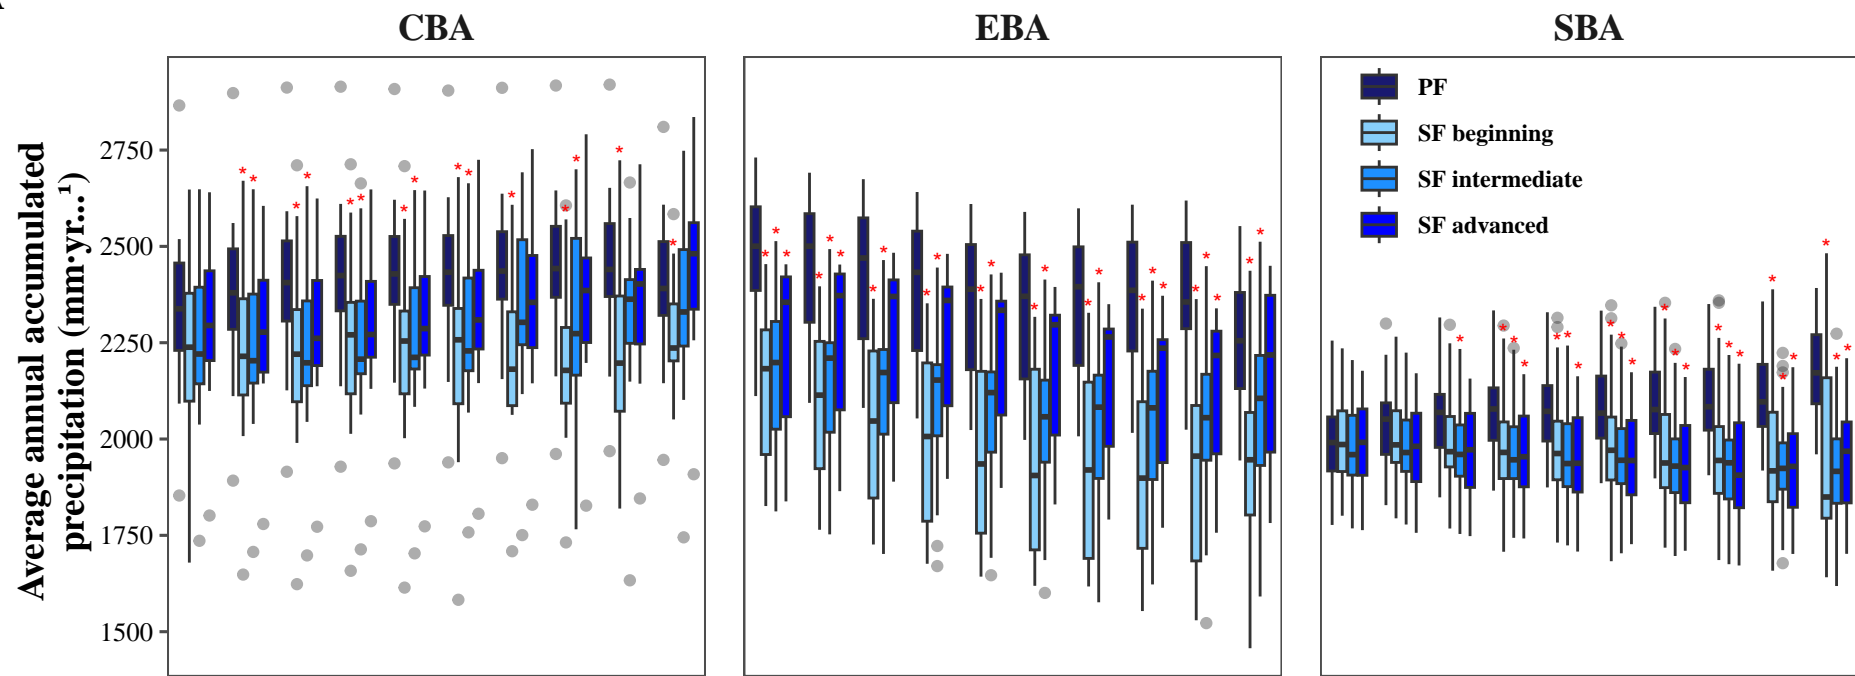 CBA
EBA
SBA
Average annual accumulated
precipitation (mm·yr...¹)
2750
2500
2250
2000
1750
1500
PF
SF beginning
SF intermediate
SF advanced